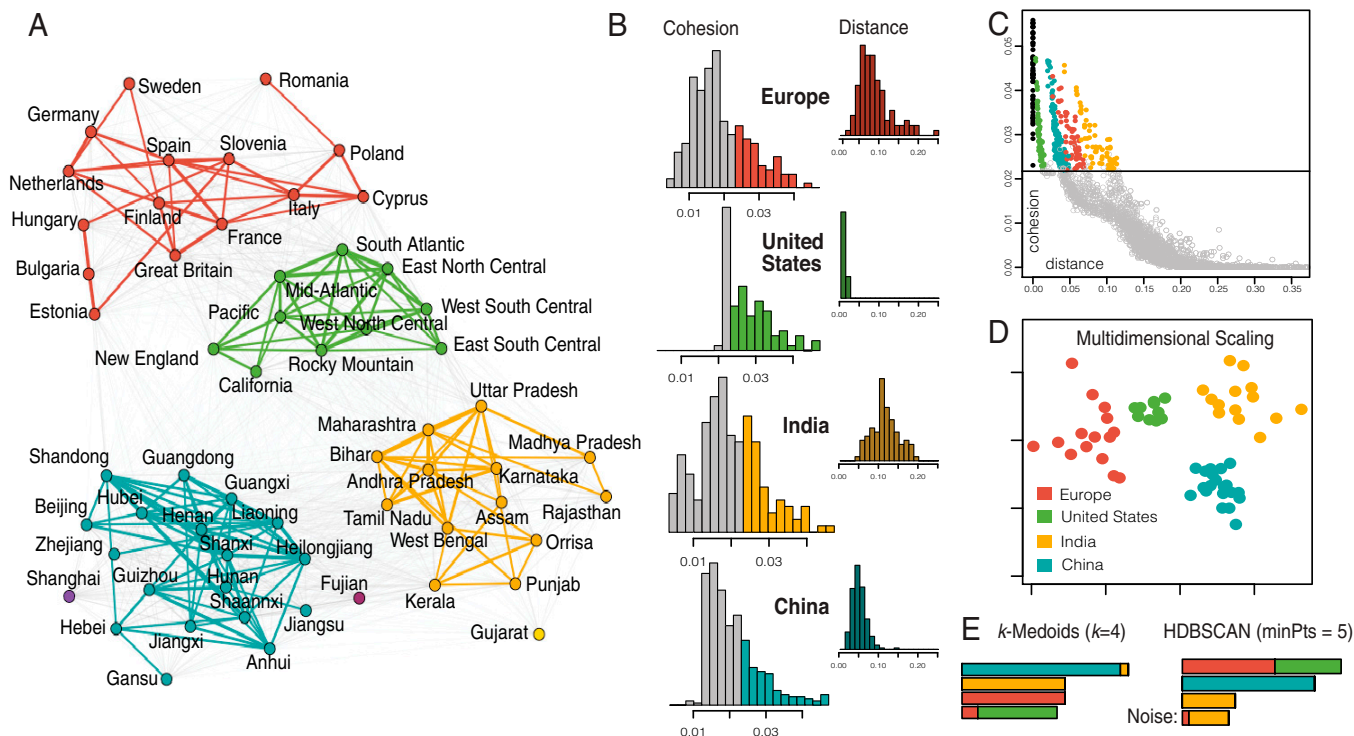 A
Sweden
Romania
Germany
Spain
Slovenia
Poland
Netherlands
Cyprus
Hungary
Finland
Italy
France
Bulgaria
Great Britain
Estonia
South Atlantic
East North Central
Mid-Atlantic
Pacific
West South Central
West North Central
New England
Rocky Mountain
East South Central
California
Uttar Pradesh
Maharashtra
Madhya Pradesh
Bihar
Karnataka
Andhra Pradesh
Rajasthan
Tamil Nadu
Assam
West Bengal
Orrisa
Kerala
Punjab
Gujarat
Shandong
Guangdong
Guangxi
Beijing
Hubei
Henan
Liaoning
Zhejiang
Shanxi
Heilongjiang
Shanghai
Guizhou
Hunan
Fujian
Shaannxi
Hebei
Jiangxi
Jiangsu
Anhui
Gansu
B
Cohesion
Distance
Europe
0.00 0.10 0.20
0.01 0.03
United
States
0.00 0.10 0.20
0.01 0.03
India
0.00 0.10 0.20
0.01 0.03
China
0.00 0.10 0.20
0.01 0.03
C
cohesion
0.05
0.04
0.03
0.02
0.01
0.00
distance
0.00 0.05 0.10 0.15 0.20 0.25 0.30 0.35
D
Multidimensional Scaling
Europe
United States
India
China
E
k-Medoids (k=4)
HDBSCAN (minPts = 5)
Noise: